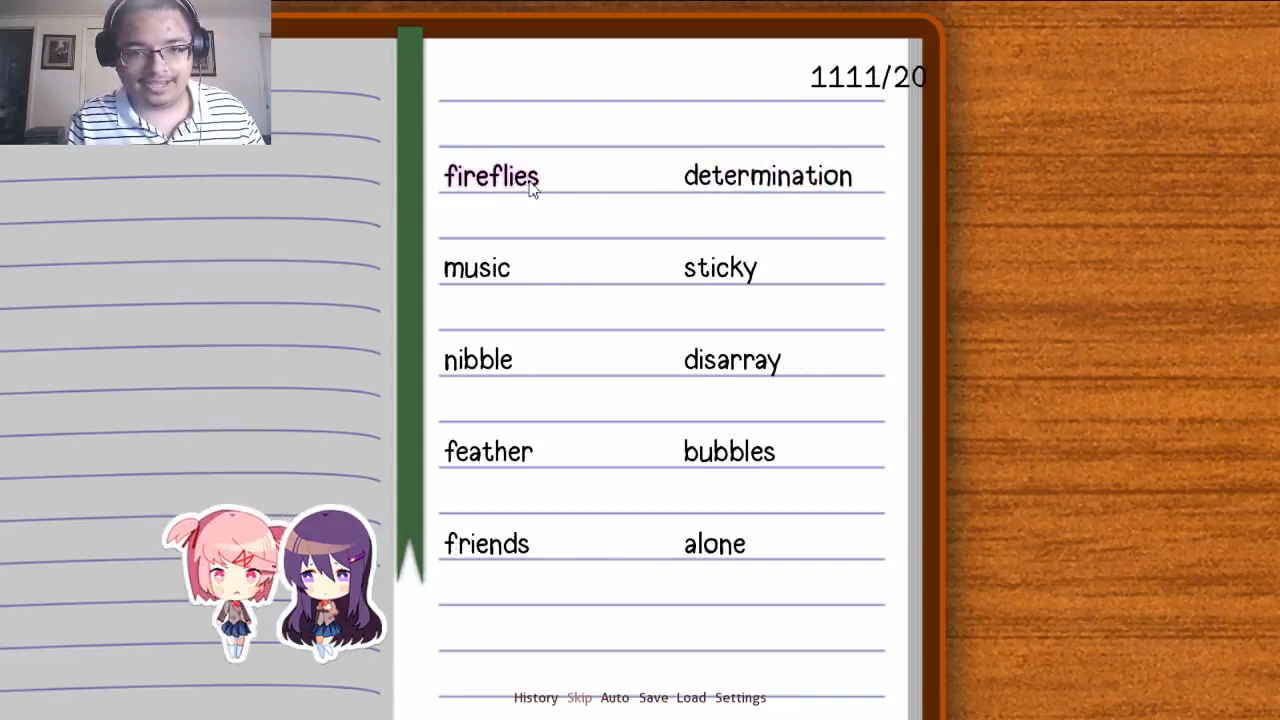 1111/20
fireflies determination
music sticky
nibble disarray
feather bubbles
friends alone
History Skip Auto Save Load Settings